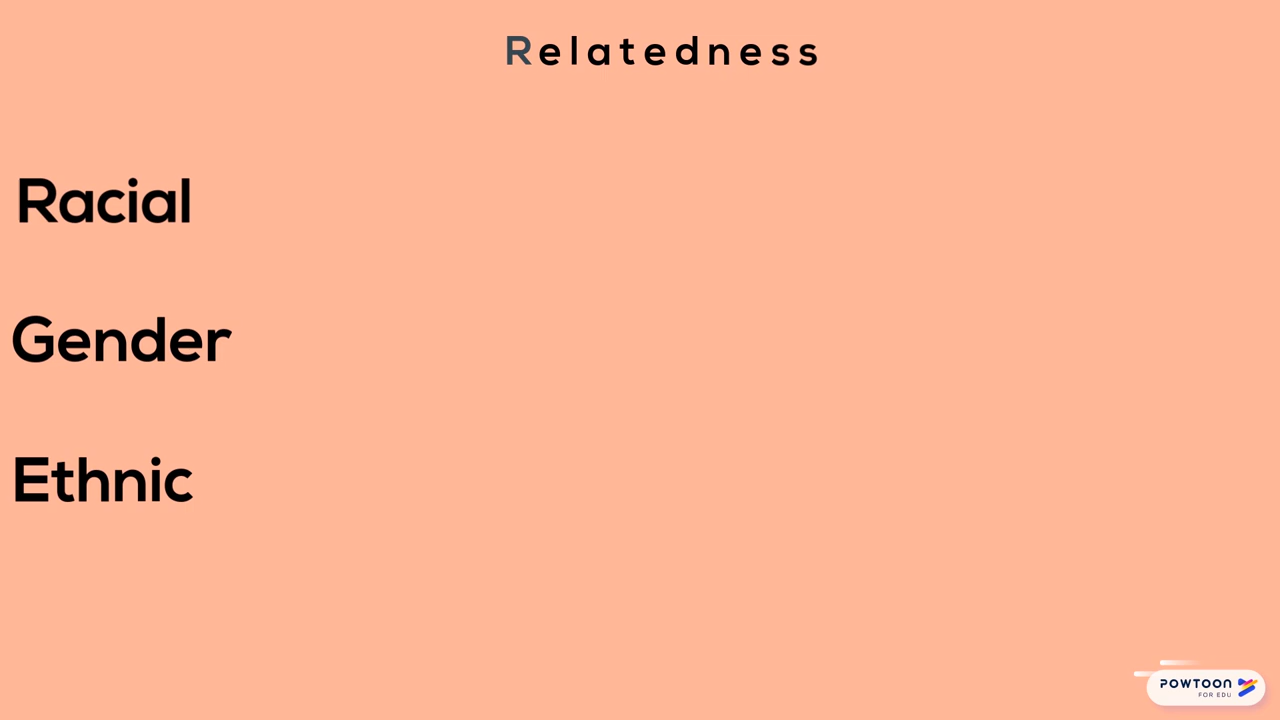 Relatedness
Racial
Gender
Ethnic
POWTOON
FOR EDU